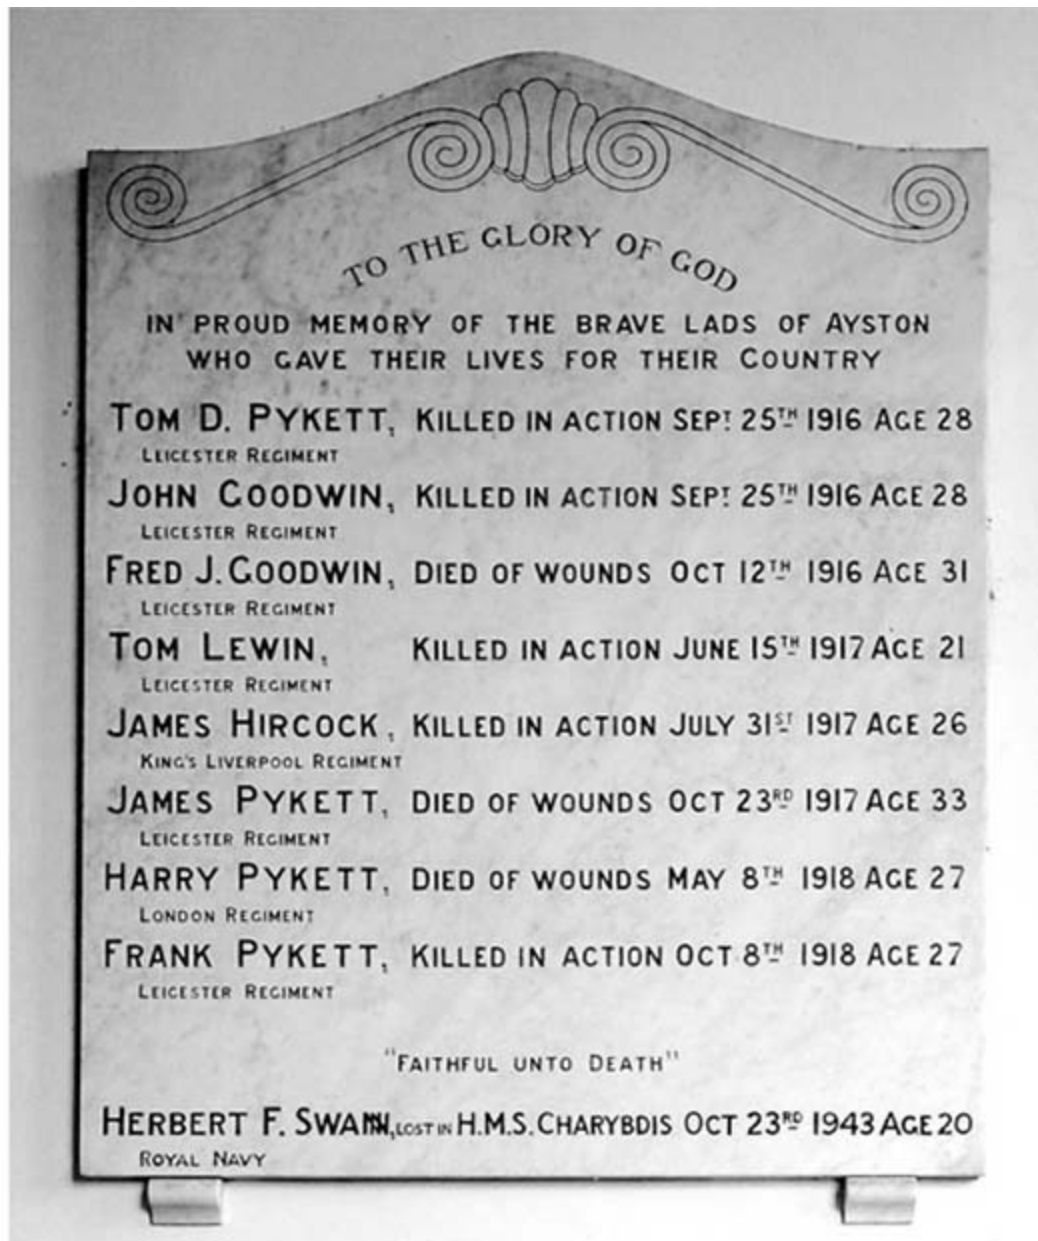 TO THE GLORY OF GOD
IN PROUD MEMORY OF THE BRAVE LADS OF AYSTON
WHO GAVE THEIR LIVES FOR THEIR COUNTRY
TOM D. PYKETT, KILLED IN ACTION SEPT. 25TH 1916 AGE 28
LEICESTER REGIMENT
JOHN GOODWIN, KILLED IN ACTION SEPT. 25TH 1916 AGE 28
LEICESTER REGIMENT
FRED J. GOODWIN, DIED OF WOUNDS OCT 12TH 1916 AGE 31
LEICESTER REGIMENT
TOM LEWIN, KILLED IN ACTION JUNE 15TH 1917 AGE 21
LEICESTER REGIMENT
JAMES HIRCOCK, KILLED IN ACTION JULY 31ST 1917 AGE 26
KING'S LIVERPOOL REGIMENT
JAMES PYKETT, DIED OF WOUNDS OCT 23RD 1917 AGE 33
LEICESTER REGIMENT
HARRY PYKETT, DIED OF WOUNDS MAY 8TH 1918 AGE 27
LONDON REGIMENT
FRANK PYKETT, KILLED IN ACTION OCT 8TH 1918 AGE 27
LEICESTER REGIMENT
"FAITHFUL UNTO DEATH"
HERBERT F. SWANN, LOST IN H.M.S. CHARYBDIS OCT 23RD 1943 AGE 20
ROYAL NAVY